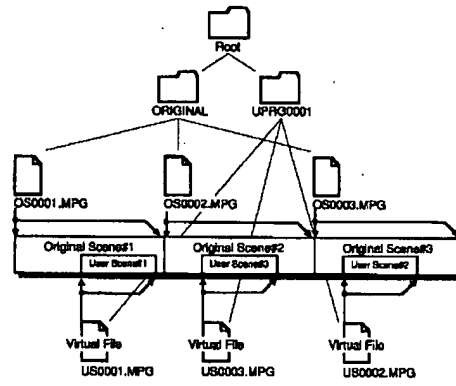 Root
ORIGINAL
UPRG0001
OS0001.MPG
OS0002.MPG
OS0003.MPG
Original Scene#1
Original Scene#2
Original Scene#3
User Scene#1
User Scene#3
User Scene#2
Virtual File
Virtual File
Virtual File
US0001.MPG
US0003.MPG
US0002.MPG